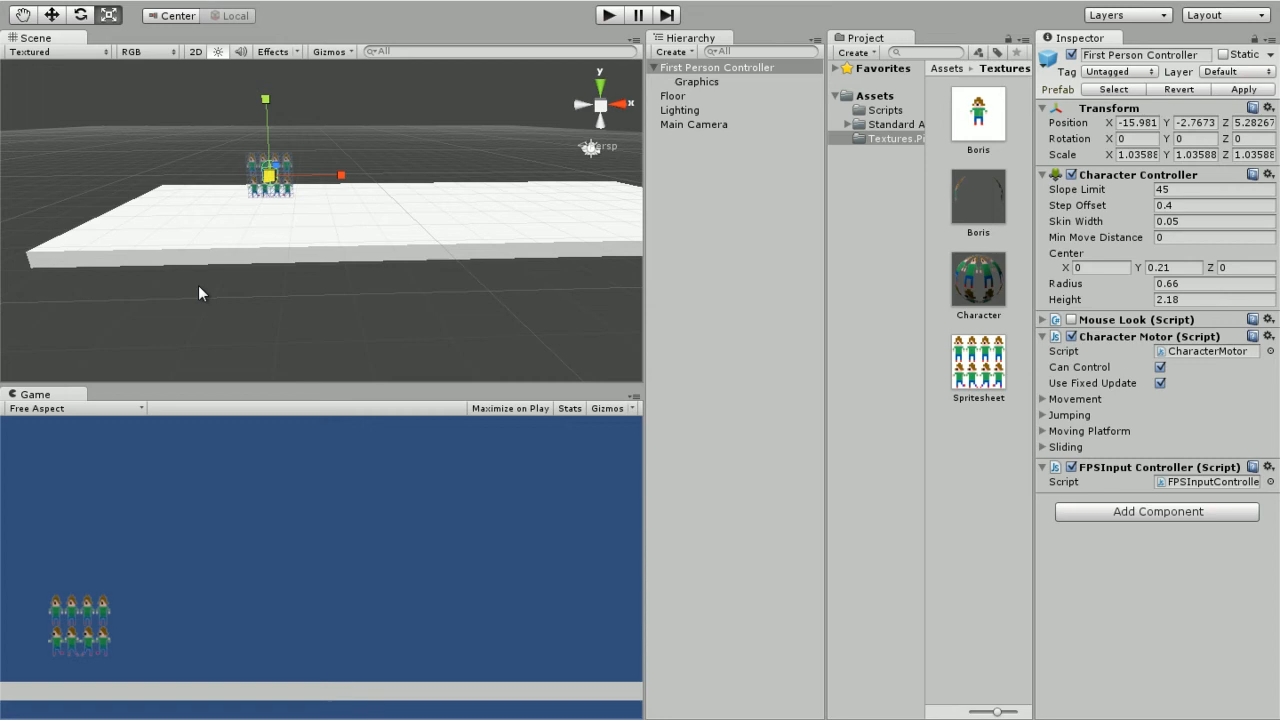 Center
Local
Layers
Layout
Scene
Textured
RGB
2D
Effects
Gizmos
All
y
x
Persp
Game
Free Aspect
Maximize on Play
Stats
Gizmos
Hierarchy
Create
All
First Person Controller
Graphics
Floor
Lighting
Main Camera
Project
Create
Favorites
Assets
Scripts
Standard A
Textures.Pi
Assets
Textures
Boris
Boris
Character
Spritesheet
Inspector
First Person Controller
Static
Tag Untagged Layer Default
Prefab Select Revert Apply
Transform
Position X -15.981 Y -2.7673 Z 5.28267
Rotation X 0 Y 0 Z 0
Scale X 1.03588 Y 1.03588 Z 1.03588
Character Controller
Slope Limit 45
Step Offset 0.4
Skin Width 0.05
Min Move Distance 0
Center
X 0 Y 0.21 Z 0
Radius 0.66
Height 2.18
Mouse Look (Script)
Character Motor (Script)
Script CharacterMotor
Can Control
Use Fixed Update
Movement
Jumping
Moving Platform
Sliding
FPSInput Controller (Script)
Script FPSInputControlle
Add Component